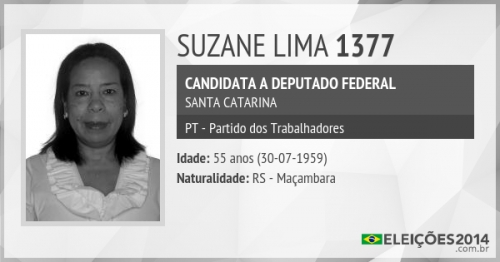 SUZANE LIMA 1377
CANDIDATA A DEPUTADO FEDERAL
SANTA CATARINA
PT - Partido dos Trabalhadores
Idade: 55 anos (30-07-1959)
Naturalidade: RS - Maçambara
ELEIÇÕES2014
.com.br